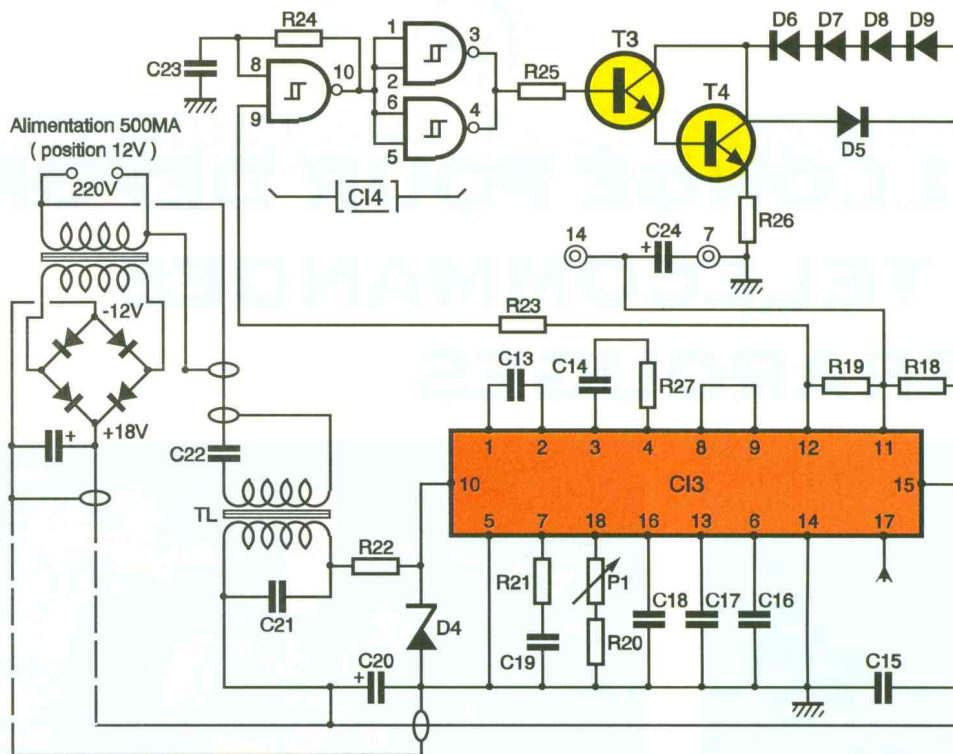 R24
D6 D7 D8 D9
T3
C23
8
9
10
1
2
3
6
5
4
R25
T4
D5
Alimentation 500MA
( position 12V )
220V
CI4
R26
14
C24
+
7
-12V
R23
C13
C14
R27
R19
R18
+
+18V
C22
1 2 3 4 8 9 12 11
10
CI3
15
5 7 18 16 13 6 14 17
TL
R22
R21
P1
C18
C17
C16
C21
D4
C19
R20
C20
+
C15